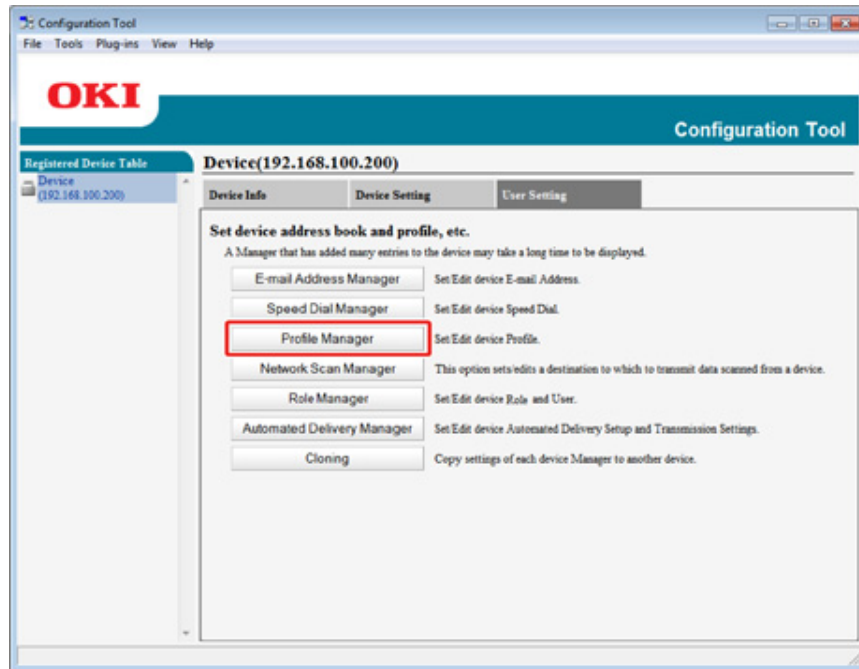 Configuration Tool
File Tools Plug-ins View Help
OKI
Configuration Tool
Registered Device Table
Device
(192.168.100.200)
Device(192.168.100.200)
Device Info Device Setting User Setting
Set device address book and profile, etc.
A Manager that has added many entries to the device may take a long time to be displayed.
E-mail Address Manager Set/Edit device E-mail Address.
Speed Dial Manager Set/Edit device Speed Dial.
Profile Manager Set/Edit device Profile.
Network Scan Manager This option sets/edits a destination to which to transmit data scanned from a device.
Role Manager Set/Edit device Role and User.
Automated Delivery Manager Set/Edit device Automated Delivery Setup and Transmission Settings.
Cloning Copy settings of each device Manager to another device.